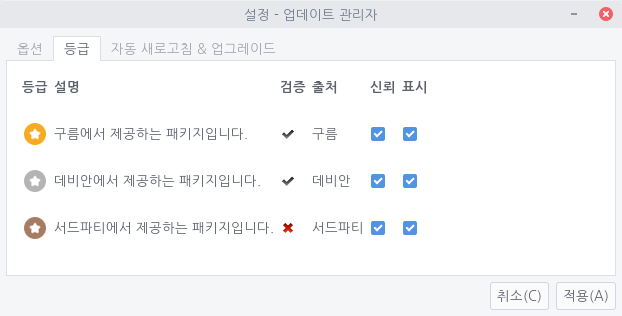 설정 - 업데이트 관리자
옵션 등급 자동 새로고침 & 업그레이드
등급 설명 검증 출처 신뢰 표시
구름에서 제공하는 패키지입니다. 구름
데비안에서 제공하는 패키지입니다. 데비안
서드파티에서 제공하는 패키지입니다. 서드파티
취소(C) 적용(A)